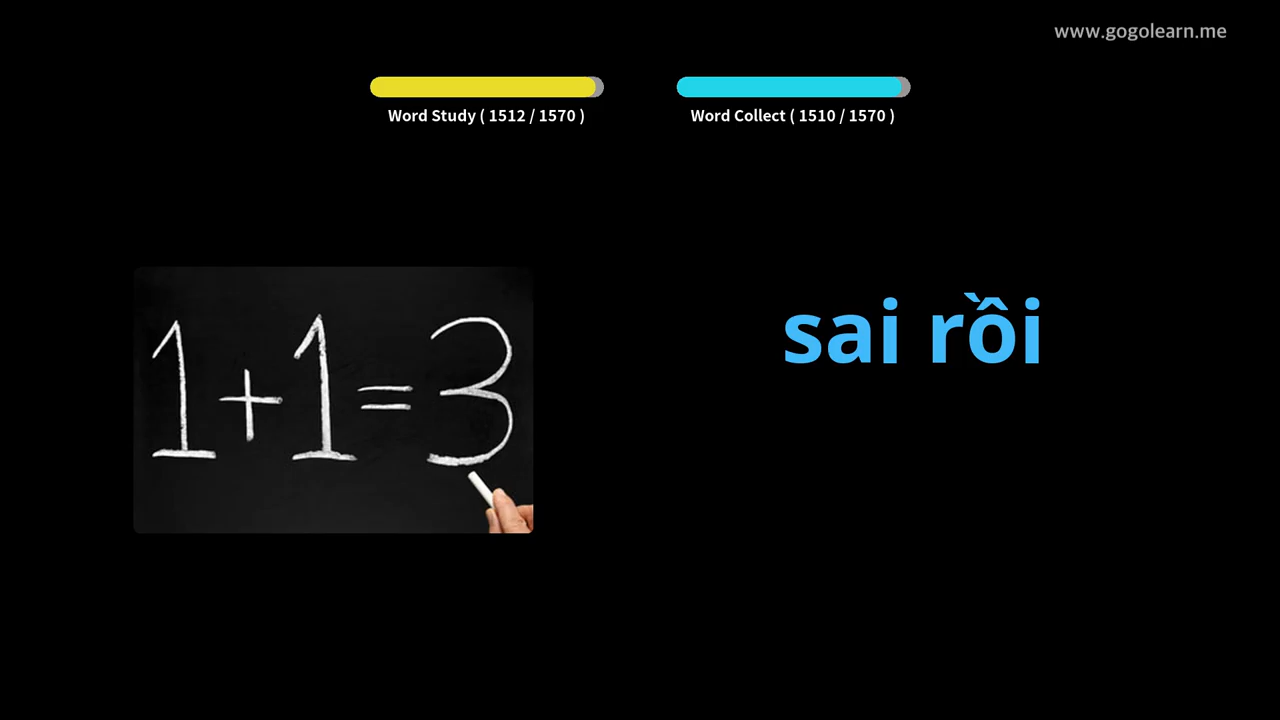 www.gogolearn.me
Word Study ( 1512 / 1570 )
Word Collect ( 1510 / 1570 )
1+1=3
sai rồi